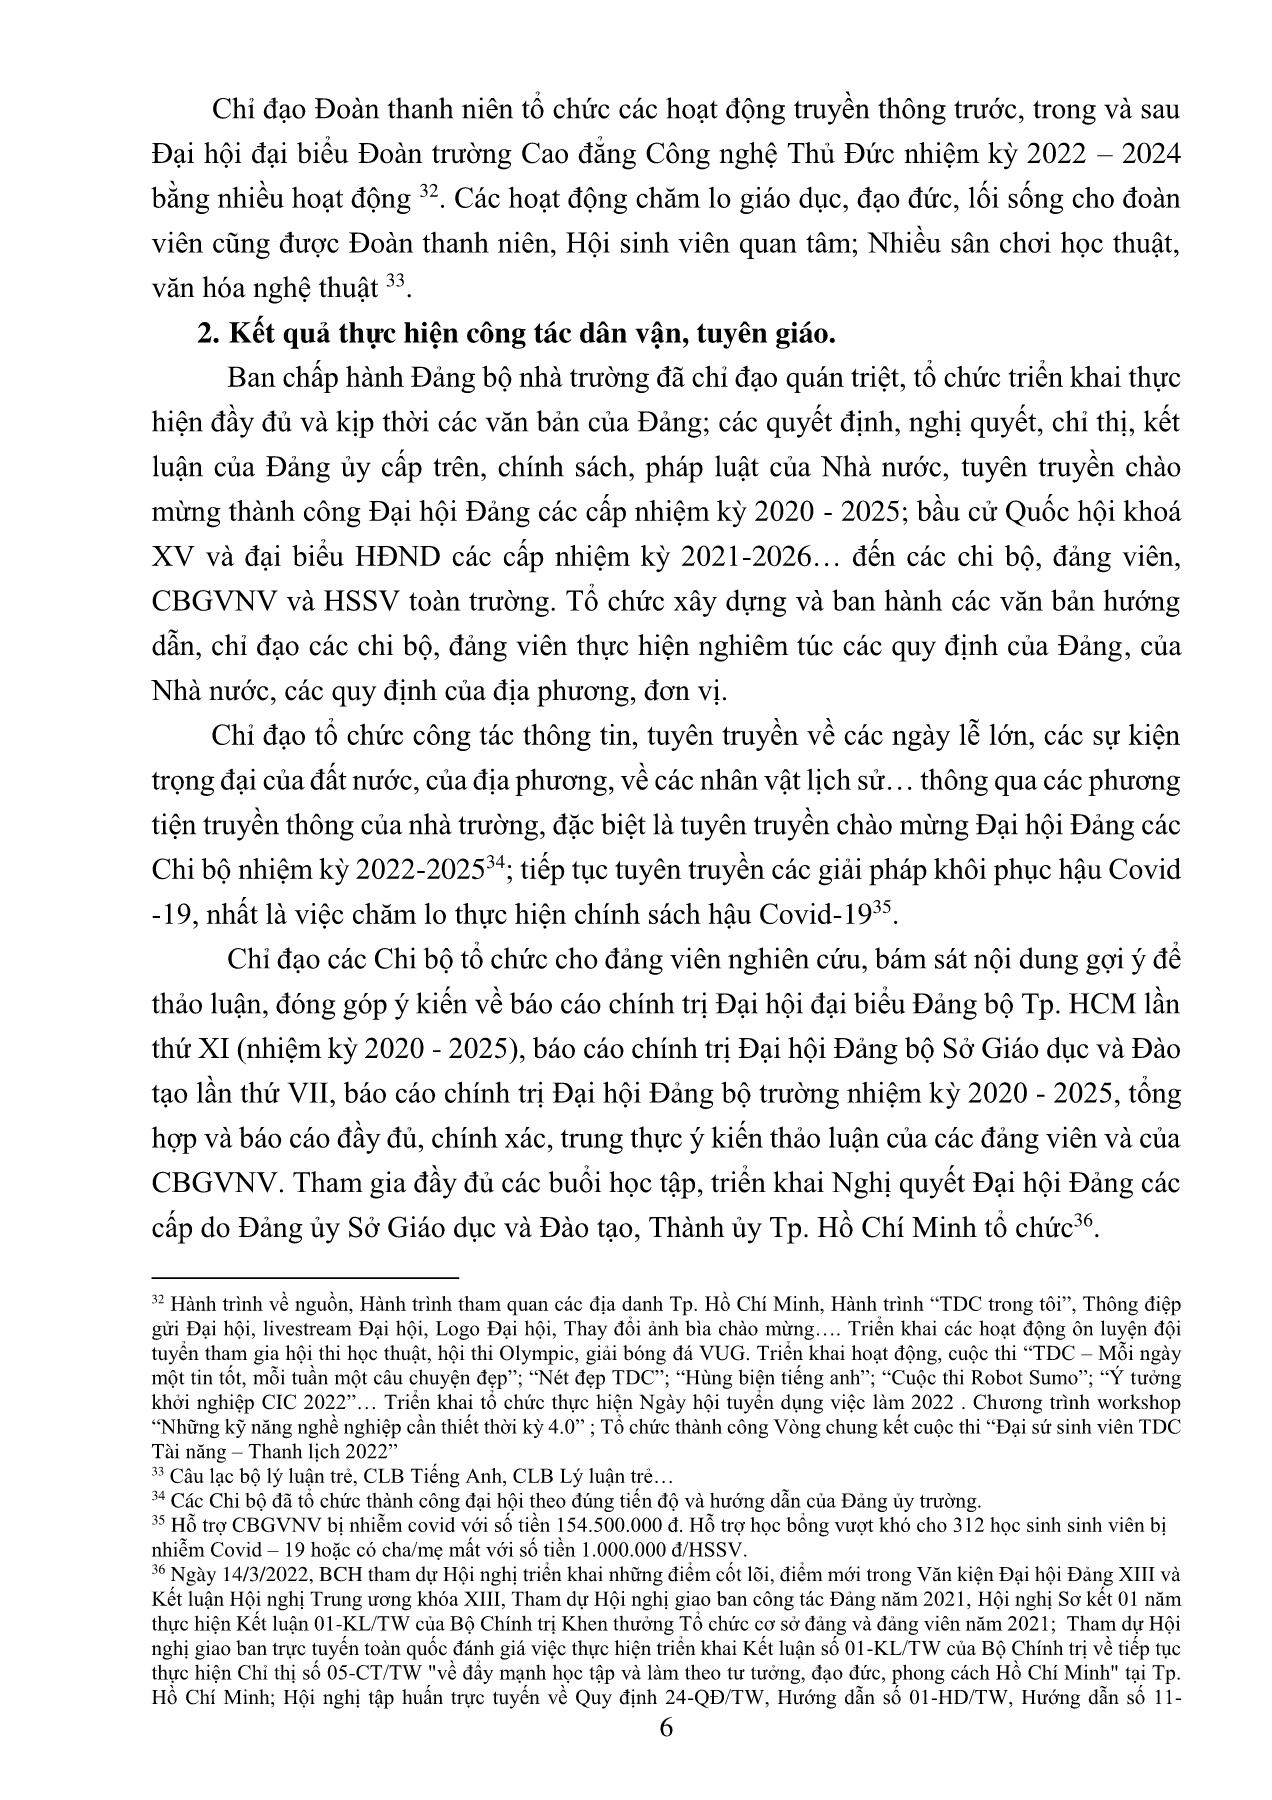 Chỉ đạo Đoàn thanh niên tổ chức các hoạt động truyền thông trước, trong và sau
Đại hội đại biểu Đoàn trường Cao đẳng Công nghệ Thủ Đức nhiệm kỳ 2022 – 2024
bằng nhiều hoạt động 32. Các hoạt động chăm lo giáo dục, đạo đức, lối sống cho đoàn
viên cũng được Đoàn thanh niên, Hội sinh viên quan tâm; Nhiều sân chơi học thuật,
văn hóa nghệ thuật 33.
2. Kết quả thực hiện công tác dân vận, tuyên giáo.
Ban chấp hành Đảng bộ nhà trường đã chỉ đạo quán triệt, tổ chức triển khai thực
hiện đầy đủ và kịp thời các văn bản của Đảng; các quyết định, nghị quyết, chỉ thị, kết
luận của Đảng ủy cấp trên, chính sách, pháp luật của Nhà nước, tuyên truyền chào
mừng thành công Đại hội Đảng các cấp nhiệm kỳ 2020 - 2025; bầu cử Quốc hội khoá
XV và đại biểu HĐND các cấp nhiệm kỳ 2021-2026… đến các chi bộ, đảng viên,
CBGVNV và HSSV toàn trường. Tổ chức xây dựng và ban hành các văn bản hướng
dẫn, chỉ đạo các chi bộ, đảng viên thực hiện nghiêm túc các quy định của Đảng, của
Nhà nước, các quy định của địa phương, đơn vị.
Chỉ đạo tổ chức công tác thông tin, tuyên truyền về các ngày lễ lớn, các sự kiện
trọng đại của đất nước, của địa phương, về các nhân vật lịch sử… thông qua các phương
tiện truyền thông của nhà trường, đặc biệt là tuyên truyền chào mừng Đại hội Đảng các
Chi bộ nhiệm kỳ 2022-202534; tiếp tục tuyên truyền các giải pháp khôi phục hậu Covid
-19, nhất là việc chăm lo thực hiện chính sách hậu Covid-1935.
Chỉ đạo các Chi bộ tổ chức cho đảng viên nghiên cứu, bám sát nội dung gợi ý để
thảo luận, đóng góp ý kiến về báo cáo chính trị Đại hội đại biểu Đảng bộ Tp. HCM lần
thứ XI (nhiệm kỳ 2020 - 2025), báo cáo chính trị Đại hội Đảng bộ Sở Giáo dục và Đào
tạo lần thứ VII, báo cáo chính trị Đại hội Đảng bộ trường nhiệm kỳ 2020 - 2025, tổng
hợp và báo cáo đầy đủ, chính xác, trung thực ý kiến thảo luận của các đảng viên và của
CBGVNV. Tham gia đầy đủ các buổi học tập, triển khai Nghị quyết Đại hội Đảng các
cấp do Đảng ủy Sở Giáo dục và Đào tạo, Thành ủy Tp. Hồ Chí Minh tổ chức36.
32 Hành trình về nguồn, Hành trình tham quan các địa danh Tp. Hồ Chí Minh, Hành trình “TDC trong tôi”, Thông điệp
gửi Đại hội, livestream Đại hội, Logo Đại hội, Thay đổi ảnh bìa chào mừng…. Triển khai các hoạt động ôn luyện đội
tuyển tham gia hội thi học thuật, hội thi Olympic, giải bóng đá VUG. Triển khai hoạt động, cuộc thi “TDC – Mỗi ngày
một tin tốt, mỗi tuần một câu chuyện đẹp”; “Nét đẹp TDC”; “Hùng biện tiếng anh”; “Cuộc thi Robot Sumo”; “Ý tưởng
khởi nghiệp CIC 2022”… Triển khai tổ chức thực hiện Ngày hội tuyển dụng việc làm 2022 . Chương trình workshop
“Những kỹ năng nghề nghiệp cần thiết thời kỳ 4.0” ; Tổ chức thành công Vòng chung kết cuộc thi “Đại sứ sinh viên TDC
Tài năng – Thanh lịch 2022”
33 Câu lạc bộ lý luận trẻ, CLB Tiếng Anh, CLB Lý luận trẻ…
34 Các Chi bộ đã tổ chức thành công đại hội theo đúng tiến độ và hướng dẫn của Đảng ủy trường.
35 Hỗ trợ CBGVNV bị nhiễm covid với số tiền 154.500.000 đ. Hỗ trợ học bổng vượt khó cho 312 học sinh sinh viên bị
nhiễm Covid – 19 hoặc có cha/mẹ mất với số tiền 1.000.000 đ/HSSV.
36 Ngày 14/3/2022, BCH tham dự Hội nghị triển khai những điểm cốt lõi, điểm mới trong Văn kiện Đại hội Đảng XIII và
Kết luận Hội nghị Trung ương khóa XIII, Tham dự Hội nghị giao ban công tác Đảng năm 2021, Hội nghị Sơ kết 01 năm
thực hiện Kết luận 01-KL/TW của Bộ Chính trị Khen thưởng Tổ chức cơ sở đảng và đảng viên năm 2021;  Tham dự Hội
nghị giao ban trực tuyến toàn quốc đánh giá việc thực hiện triển khai Kết luận số 01-KL/TW của Bộ Chính trị về tiếp tục
thực hiện Chỉ thị số 05-CT/TW "về đẩy mạnh học tập và làm theo tư tưởng, đạo đức, phong cách Hồ Chí Minh" tại Tp.
Hồ Chí Minh; Hội nghị tập huấn trực tuyến về Quy định 24-QĐ/TW, Hướng dẫn số 01-HD/TW, Hướng dẫn số 11-
6